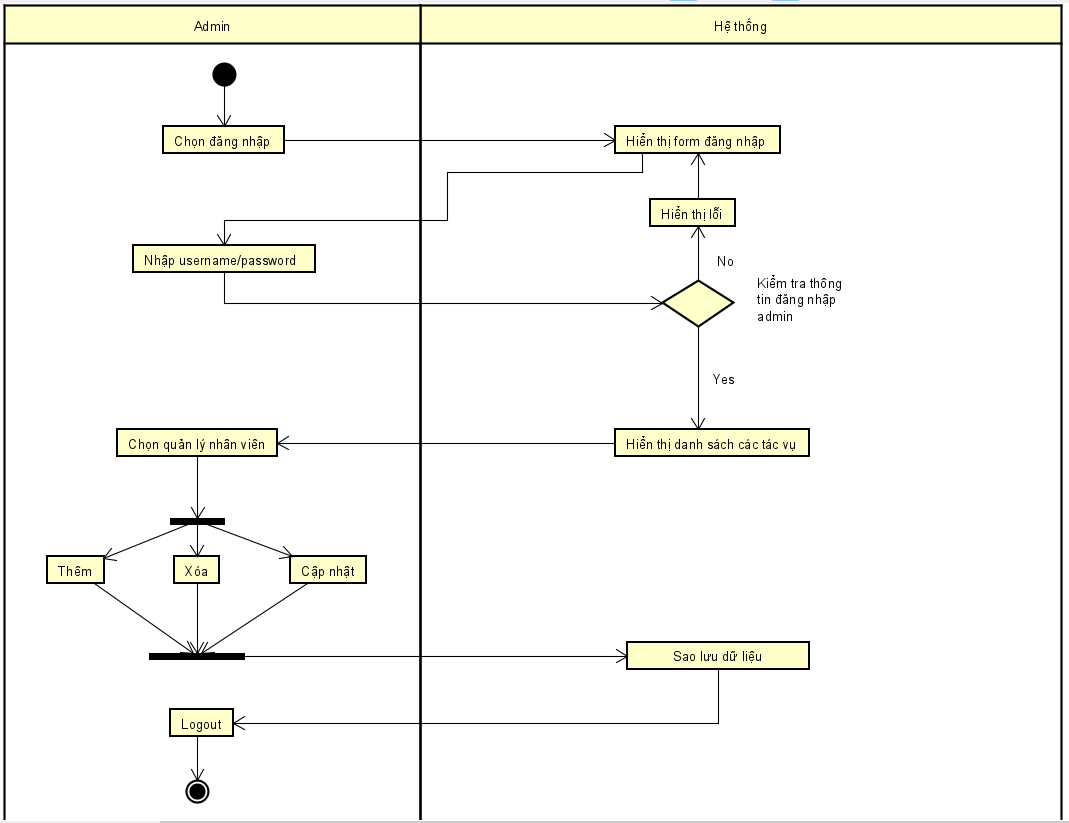 Admin
Hệ thống
Chọn đăng nhập
Hiển thị form đăng nhập
Hiển thị lỗi
Nhập username/password
No
Kiểm tra thông
tin đăng nhập
admin
Yes
Chọn quản lý nhân viên
Hiển thị danh sách các tác vụ
Thêm
Xóa
Cập nhật
Sao lưu dữ liệu
Logout